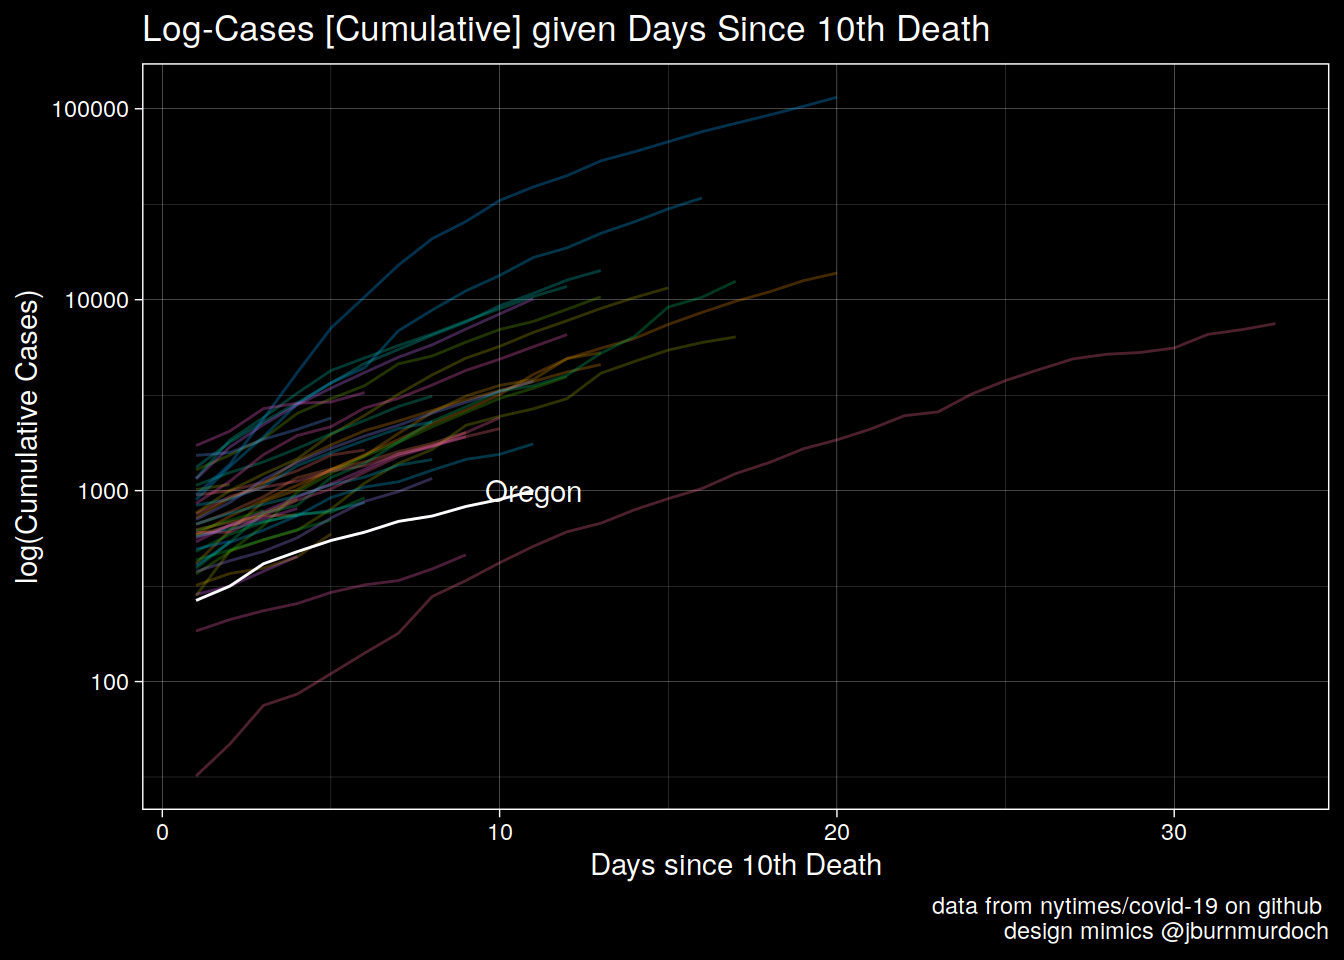 Log-Cases [Cumulative] given Days Since 10th Death
log(Cumulative Cases)
100000
10000
1000
100
Oregon
0 10 20 30
Days since 10th Death
data from nytimes/covid-19 on github
design mimics @jburnmurdoch